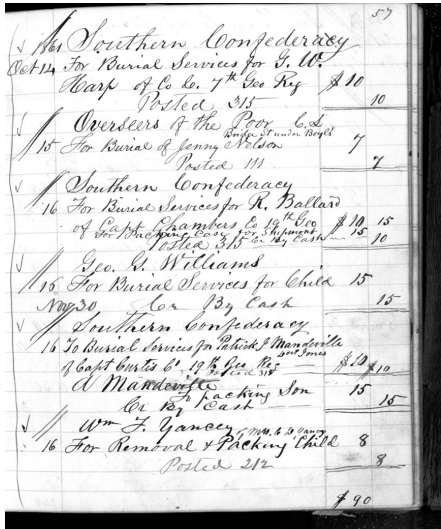 57
1861 Southern Confederacy
Oct 14 For Burial Services for G. W.
Harp of Co C. 7th Geo Reg $10
Posted 315 10
Overseers of the Poor C.S.
Bridge St under Boyls
15 For Burial of Jenny Nelson 7
Posted 111 7
Southern Confederacy
16 For Burial Services for R. Ballard
of Capt Chambers Co 19th Geo $10 15
For Packing Case for Shipment 15
Posted 315 Cr By Cash 10
Geo. G. Williams
16 For Burial Services for Child 15
Nov 30 Cr By Cash 15
Southern Confederacy
16 To Burial Services for Patrick J Mandeville
of Capt Curtis Co 19th Geo Reg $10
Posted 315 $10
A Mandeville
To packing Son 15
Cr By Cash 15
Wm F. Yancey
16 For Removal & Packing Child 8
Posted 212 8
$90